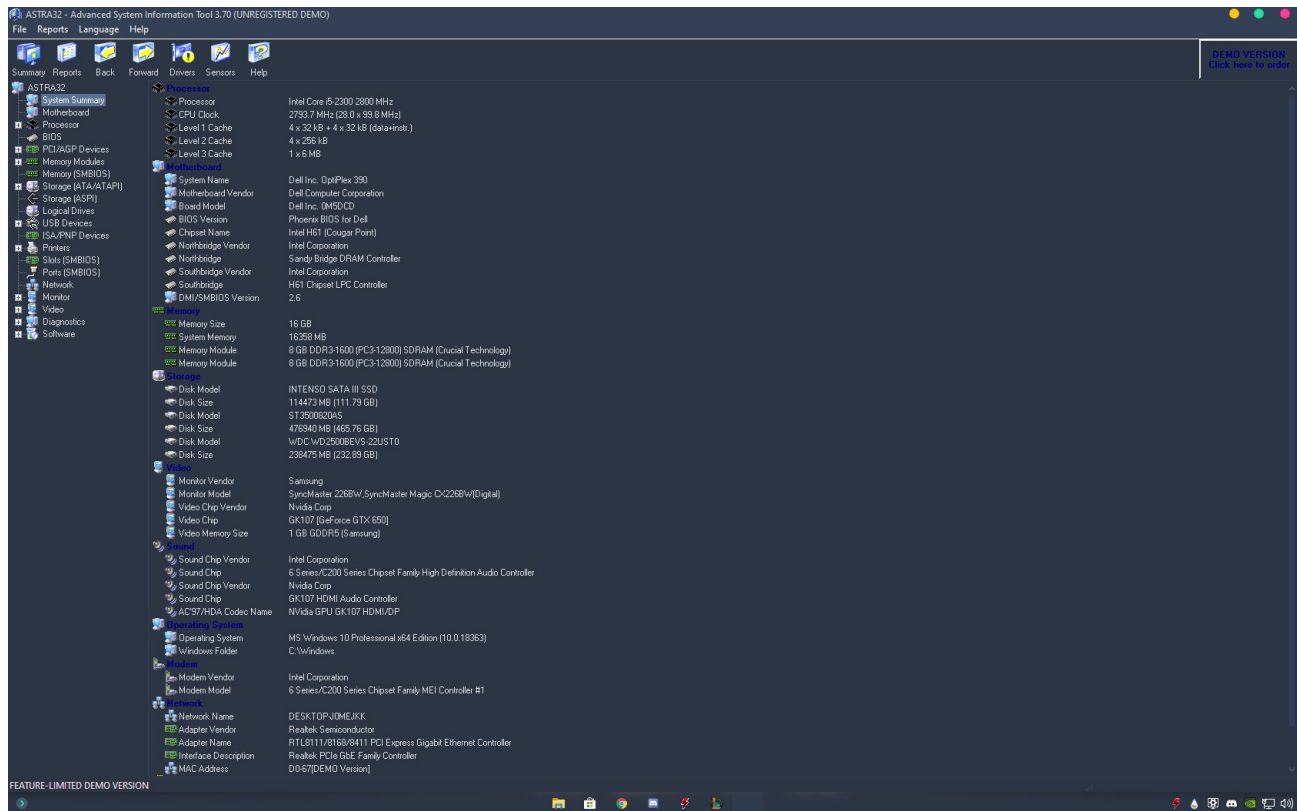 ASTRA32 - Advanced System Information Tool 3.70 (UNREGISTERED DEMO)
File Reports Language Help
Summary Reports Back Forward Drivers Sensors Help
DEMO VERSION
Click here to order
ASTRA32
System Summary
Motherboard
Processor
BIOS
PCI/AGP Devices
Memory Modules
Memory (SMBIOS)
Storage (ATA/ATAPI)
Storage (ASPI)
Logical Drives
USB Devices
ISA/PNP Devices
Printers
Slots (SMBIOS)
Ports (SMBIOS)
Network
Monitor
Video
Diagnostics
Software
Processor
Processor Intel Core i5-2300 2800 MHz
CPU Clock 2793.7 MHz (28.0 x 99.8 MHz)
Level 1 Cache 4 x 32 kB + 4 x 32 kB (data+instr.)
Level 2 Cache 4 x 256 kB
Level 3 Cache 1 x 6 MB
Motherboard
System Name Dell Inc. OptiPlex 390
Motherboard Vendor Dell Computer Corporation
Board Model Dell Inc. 0M5DCD
BIOS Version Phoenix BIOS for Dell
Chipset Name Intel H61 (Cougar Point)
Northbridge Vendor Intel Corporation
Northbridge Sandy Bridge DRAM Controller
Southbridge Vendor Intel Corporation
Southbridge H61 Chipset LPC Controller
DMI/SMBIOS Version 2.6
Memory
Memory Size 16 GB
System Memory 16358 MB
Memory Module 8 GB DDR3-1600 (PC3-12800) SDRAM (Crucial Technology)
Memory Module 8 GB DDR3-1600 (PC3-12800) SDRAM (Crucial Technology)
Storage
Disk Model INTENSO SATA III SSD
Disk Size 114473 MB (111.79 GB)
Disk Model ST3500820AS
Disk Size 476940 MB (465.76 GB)
Disk Model WDC WD2500BEVS-22UST0
Disk Size 238475 MB (232.89 GB)
Video
Monitor Vendor Samsung
Monitor Model SyncMaster 226BW,SyncMaster Magic CX226BW(Digital)
Video Chip Vendor Nvidia Corp
Video Chip GK107 [GeForce GTX 650]
Video Memory Size 1 GB GDDR5 (Samsung)
Sound
Sound Chip Vendor Intel Corporation
Sound Chip 6 Series/C200 Series Chipset Family High Definition Audio Controller
Sound Chip Vendor Nvidia Corp
Sound Chip GK107 HDMI Audio Controller
AC'97/HDA Codec Name NVidia GPU GK107 HDMI/DP
Operating System
Operating System MS Windows 10 Professional x64 Edition (10.0.18363)
Windows Folder C:\Windows
Modem
Modem Vendor Intel Corporation
Modem Model 6 Series/C200 Series Chipset Family MEI Controller #1
Network
Network Name DESKTOP-J0MEJKK
Adapter Vendor Realtek Semiconductor
Adapter Name RTL8111/8168/8411 PCI Express Gigabit Ethernet Controller
Interface Description Realtek PCIe GbE Family Controller
MAC Address D0-67[DEMO Version]
FEATURE-LIMITED DEMO VERSION